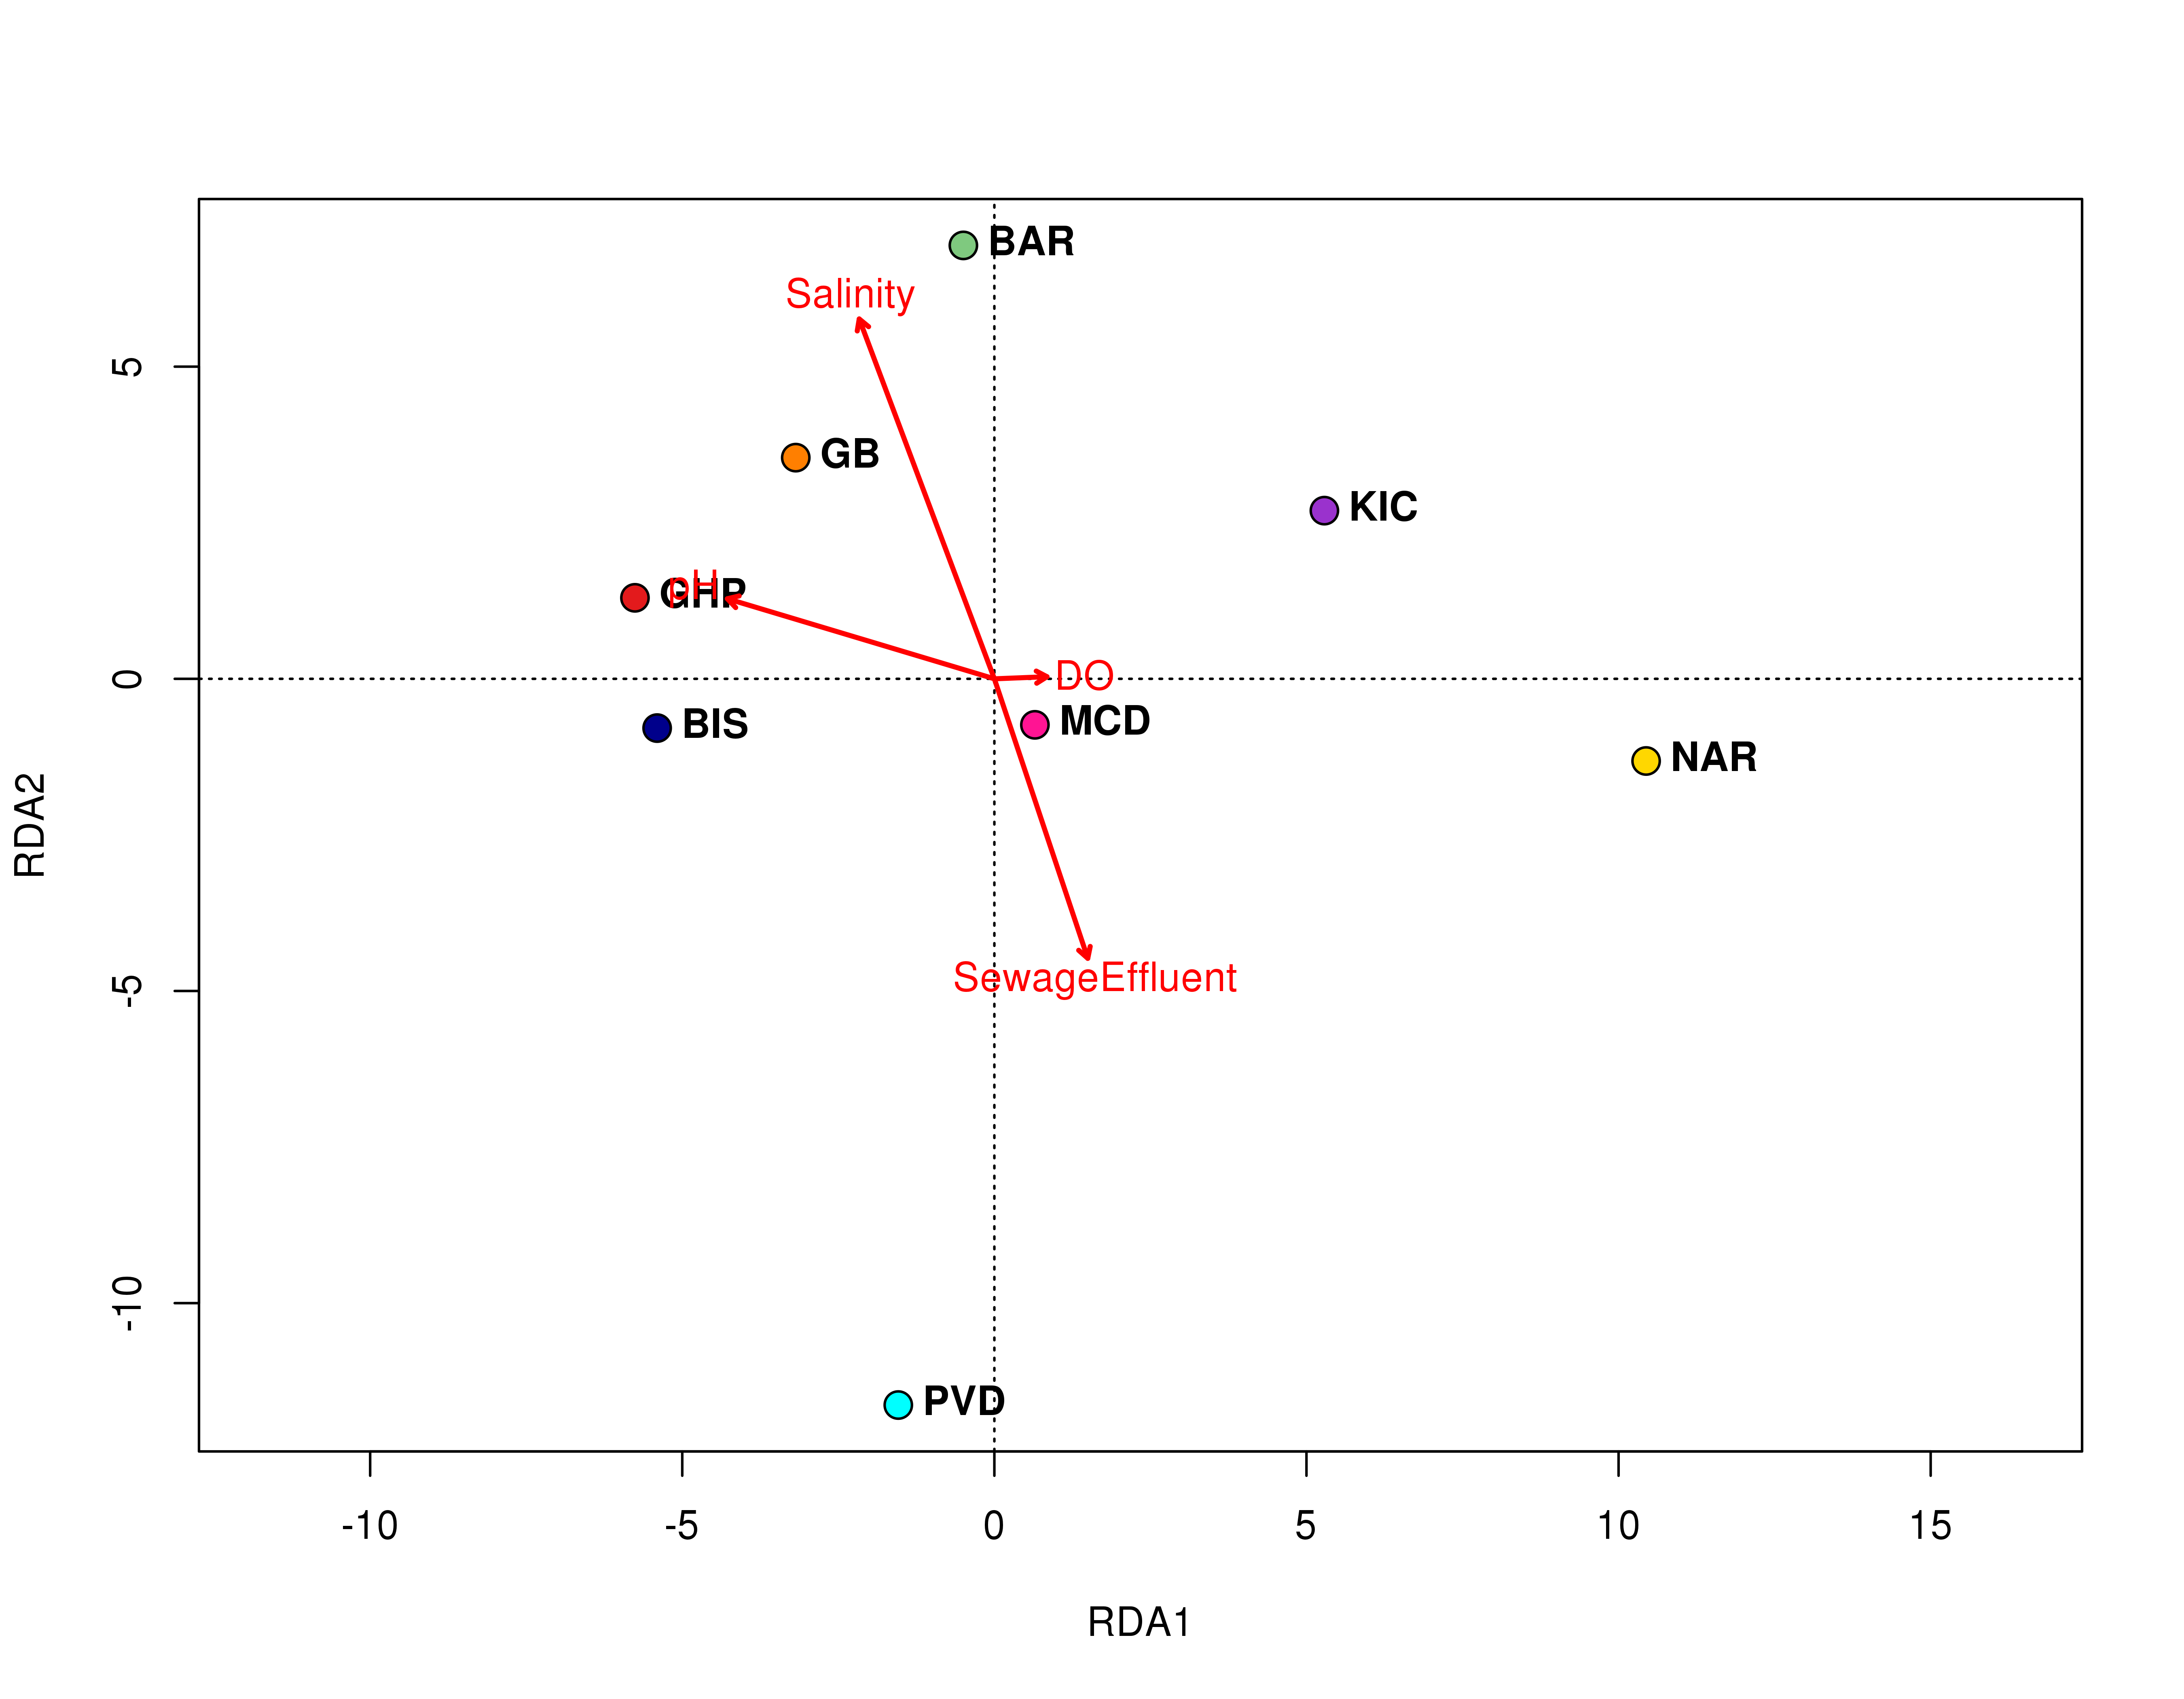 BAR
Salinity
5
GB
KIC
pH
GHP
DO
0
MCD
BIS
NAR
RDA2
SewageEffluent
-5
-10
PVD
-10 -5 0 5 10 15
RDA1